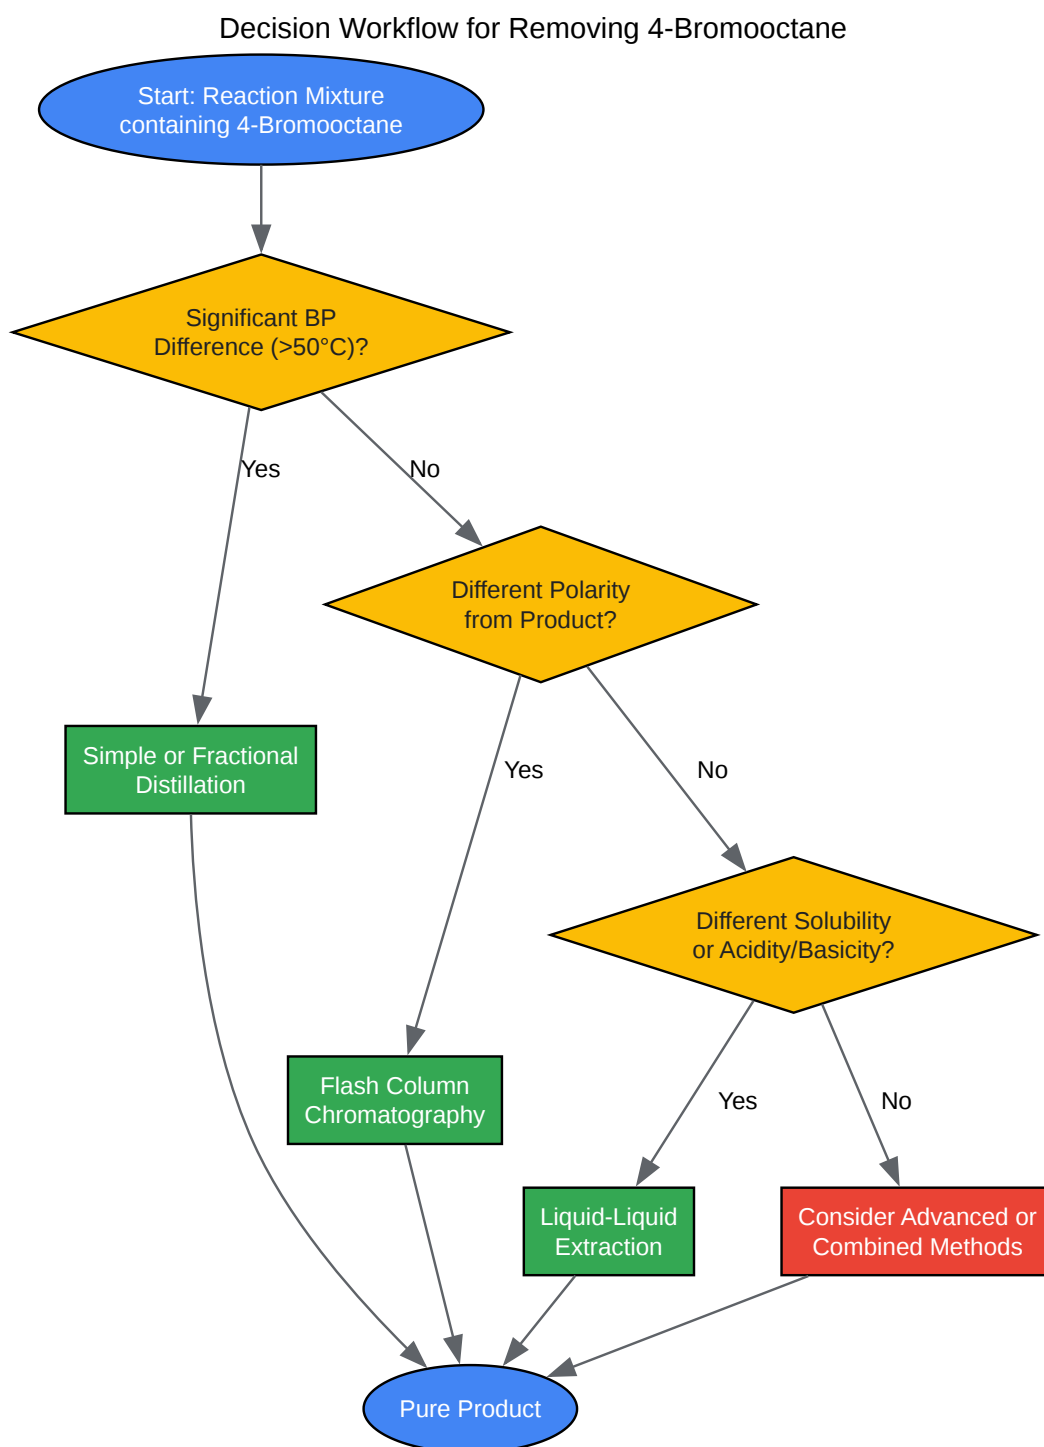 Decision Workflow for Removing 4-Bromooctane
Start: Reaction Mixture
containing 4-Bromooctane
Significant BP
Difference (>50°C)?
Yes
No
Different Polarity
from Product?
Simple or Fractional
Distillation
Yes
No
Different Solubility
or Acidity/Basicity?
Flash Column
Chromatography
Yes
No
Liquid-Liquid
Extraction
Consider Advanced or
Combined Methods
Pure Product